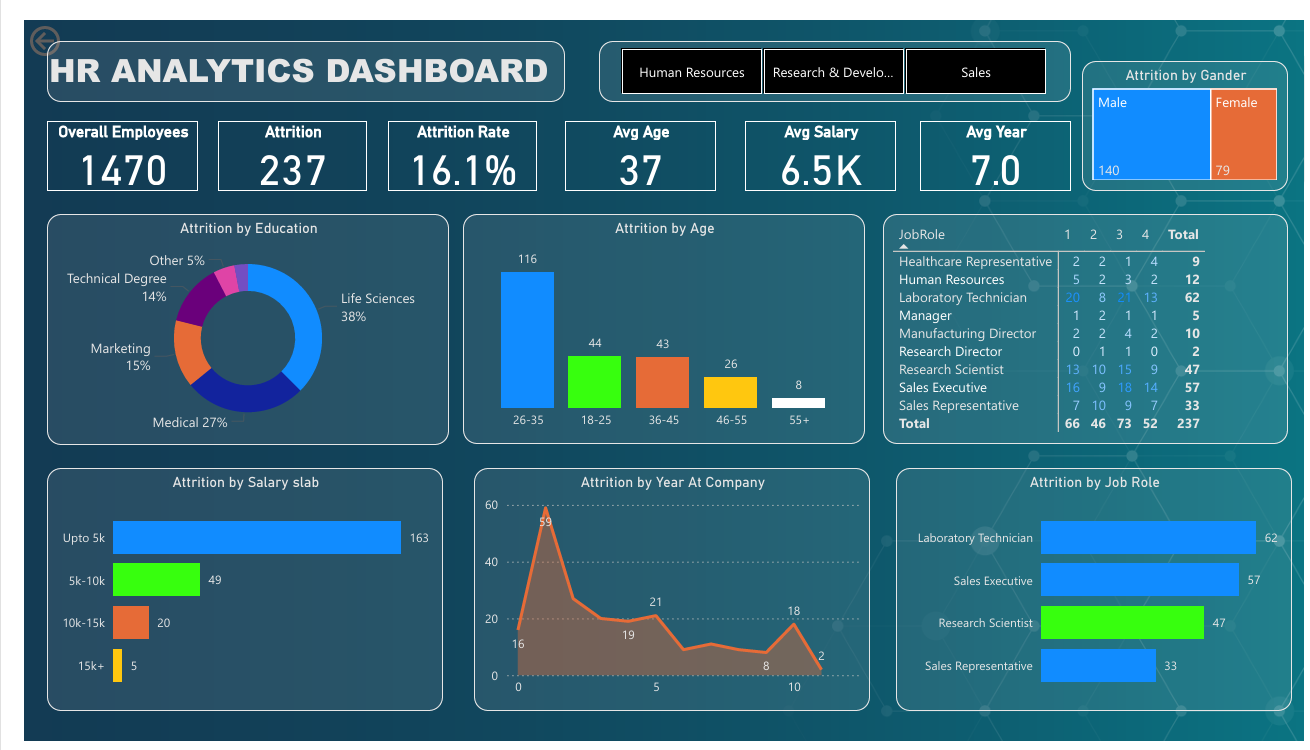 HR ANALYTICS DASHBOARD
Human Resources
Research & Develo...
Sales
Attrition by Gander
Male
Female
140
79
Overall Employees
1470
Attrition
237
Attrition Rate
16.1%
Avg Age
37
Avg Salary
6.5K
Avg Year
7.0
Attrition by Education
Other 5%
Technical Degree
14%
Life Sciences
38%
Marketing
15%
Medical 27%
Attrition by Age
116
44
43
26
8
26-35
18-25
36-45
46-55
55+
JobRole 1 2 3 4 Total
Healthcare Representative 2 2 1 4 9
Human Resources 5 2 3 2 12
Laboratory Technician 20 8 21 13 62
Manager 1 2 1 1 5
Manufacturing Director 2 2 4 2 10
Research Director 0 1 1 0 2
Research Scientist 13 10 15 9 47
Sales Executive 16 9 18 14 57
Sales Representative 7 10 9 7 33
Total 66 46 73 52 237
Attrition by Salary slab
Upto 5k 163
5k-10k 49
10k-15k 20
15k+ 5
Attrition by Year At Company
60
59
40
21
18
20
19
16
8
2
0
0 5 10
Attrition by Job Role
Laboratory Technician 62
Sales Executive 57
Research Scientist 47
Sales Representative 33